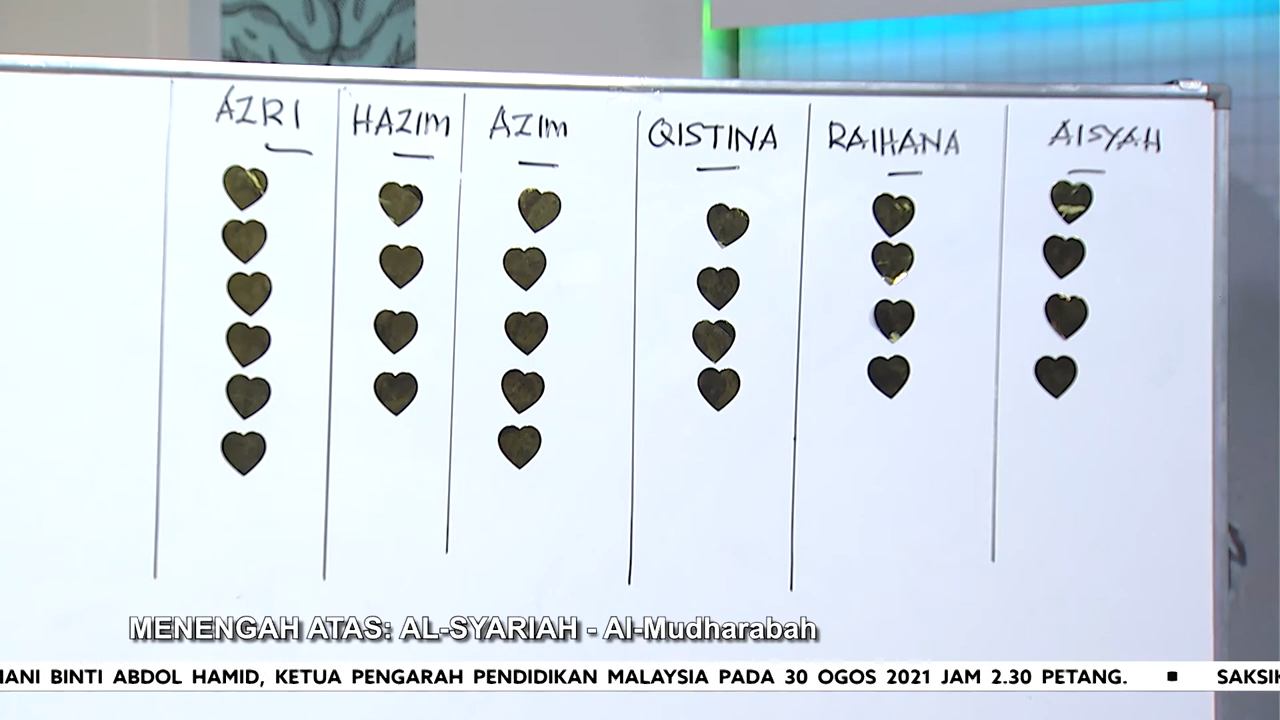 AZRI HAZIM AZIM QISTINA RAIHANA AISYAH
MENENGAH ATAS: AL-SYARIAH - Al-Mudharabah
IANI BINTI ABDOL HAMID, KETUA PENGARAH PENDIDIKAN MALAYSIA PADA 30 OGOS 2021 JAM 2.30 PETANG. ■ SAKSIK